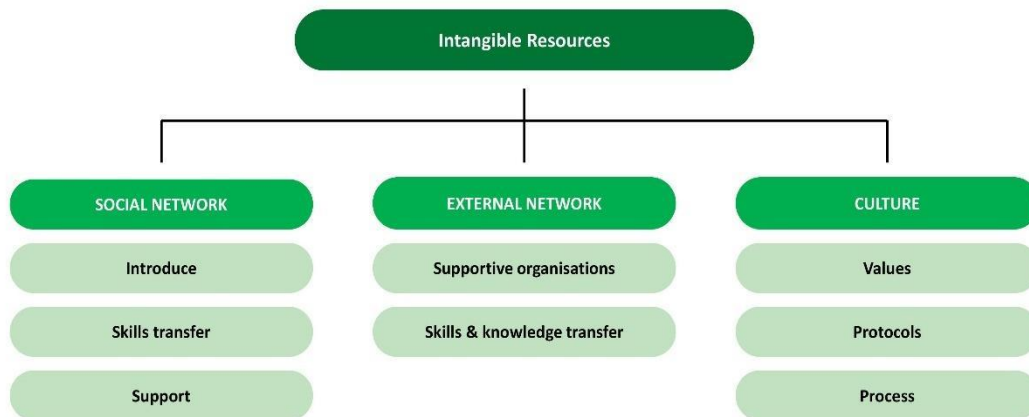 Intangible Resources
SOCIAL NETWORK
Introduce
Skills transfer
Support
EXTERNAL NETWORK
Supportive organisations
Skills & knowledge transfer
CULTURE
Values
Protocols
Process